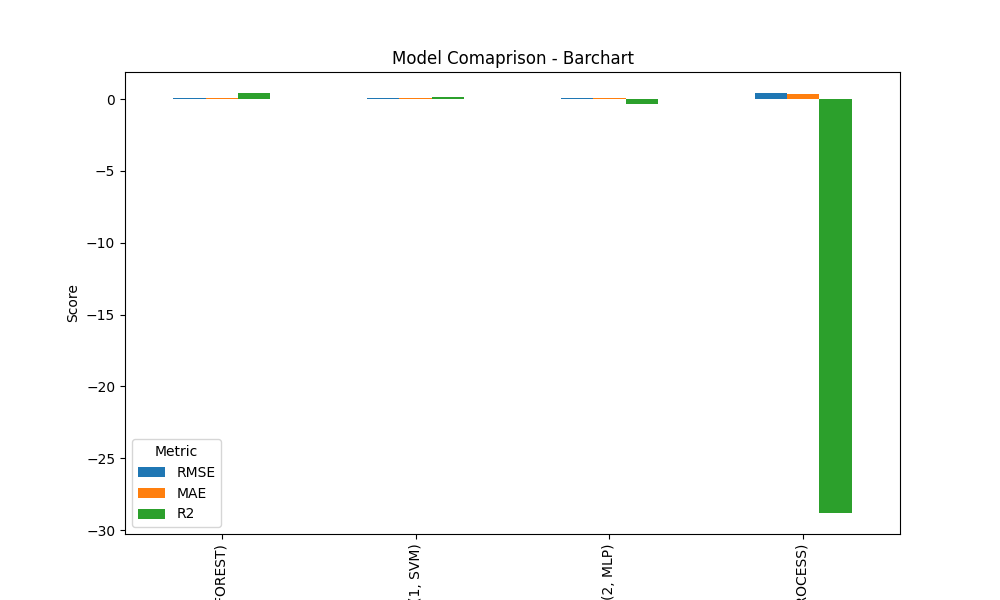 Model Comaprison - Barchart
0
−5
−10
−15
−20
−25
−30
Score
Metric
RMSE
MAE
R2
FOREST)
(1, SVM)
(2, MLP)
ROCESS)